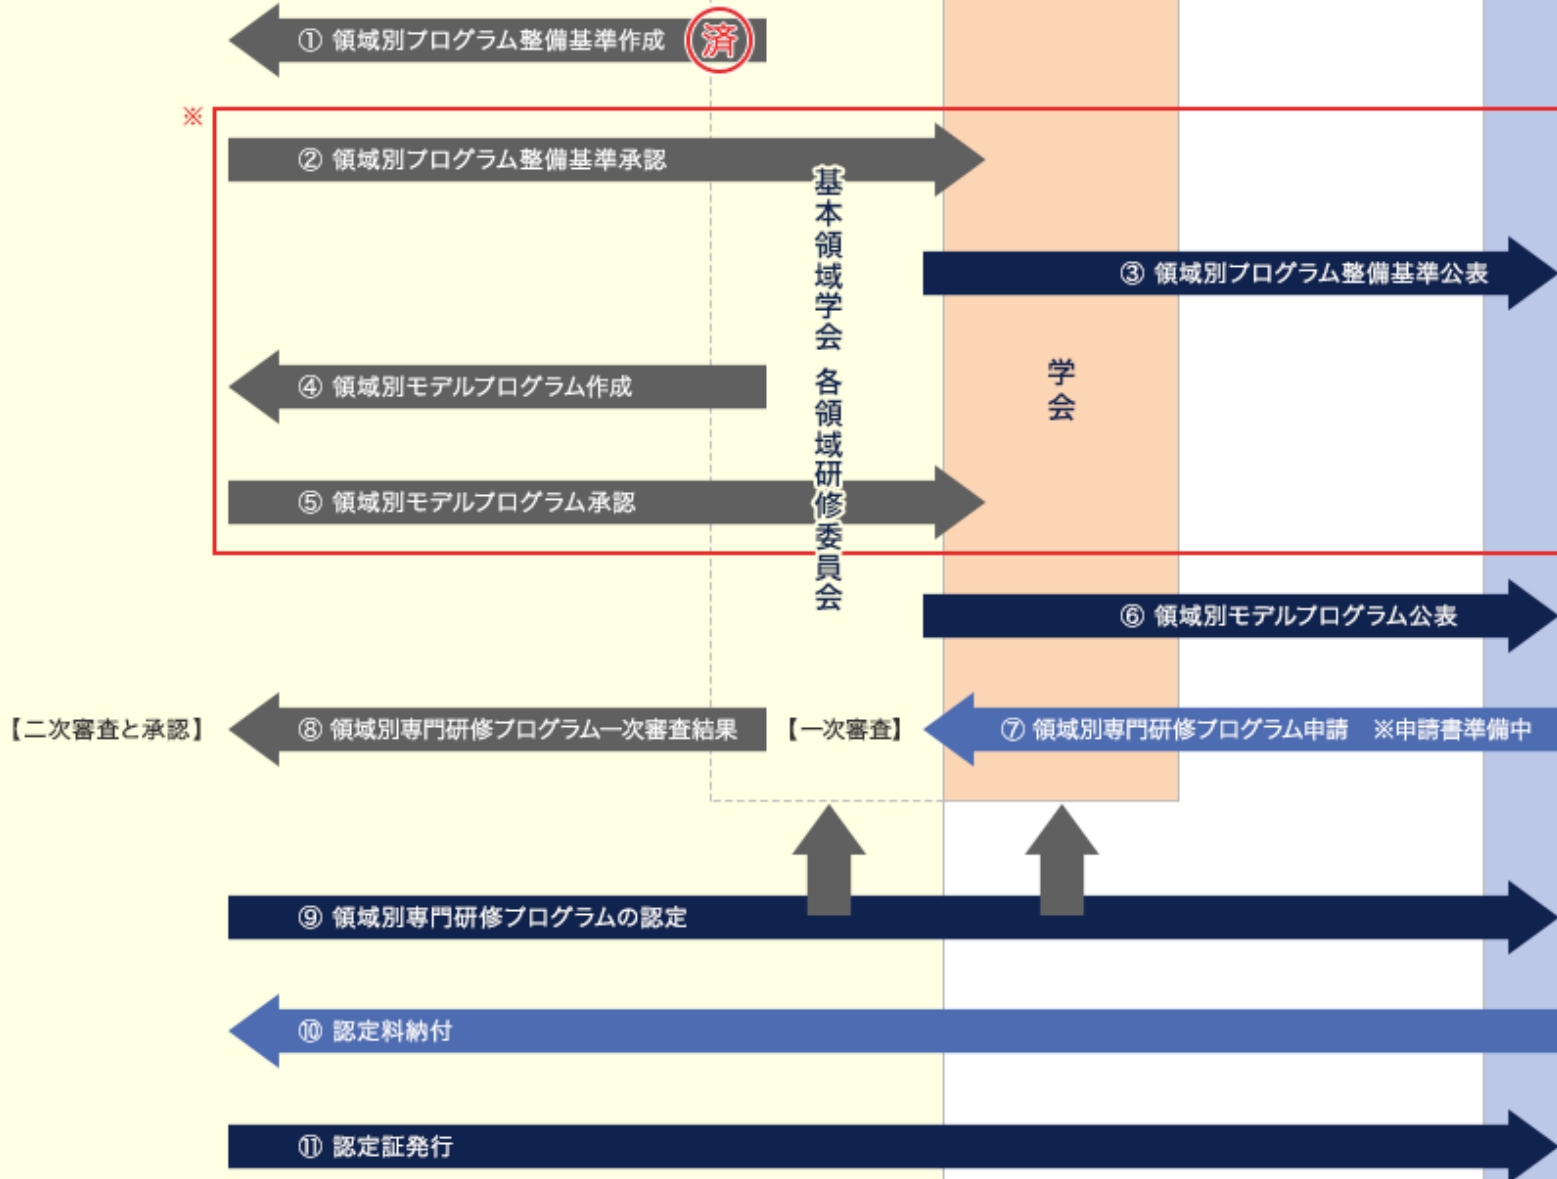 ① 領域別プログラム整備基準作成
済
※
② 領域別プログラム整備基準承認
基本領域学会 各領域研修委員会
③ 領域別プログラム整備基準公表
学会
④ 領域別モデルプログラム作成
⑤ 領域別モデルプログラム承認
⑥ 領域別モデルプログラム公表
【二次審査と承認】
⑧ 領域別専門研修プログラム一次審査結果
【一次審査】
⑦ 領域別専門研修プログラム申請　※申請書準備中
⑨ 領域別専門研修プログラムの認定
⑩ 認定料納付
⑪ 認定証発行